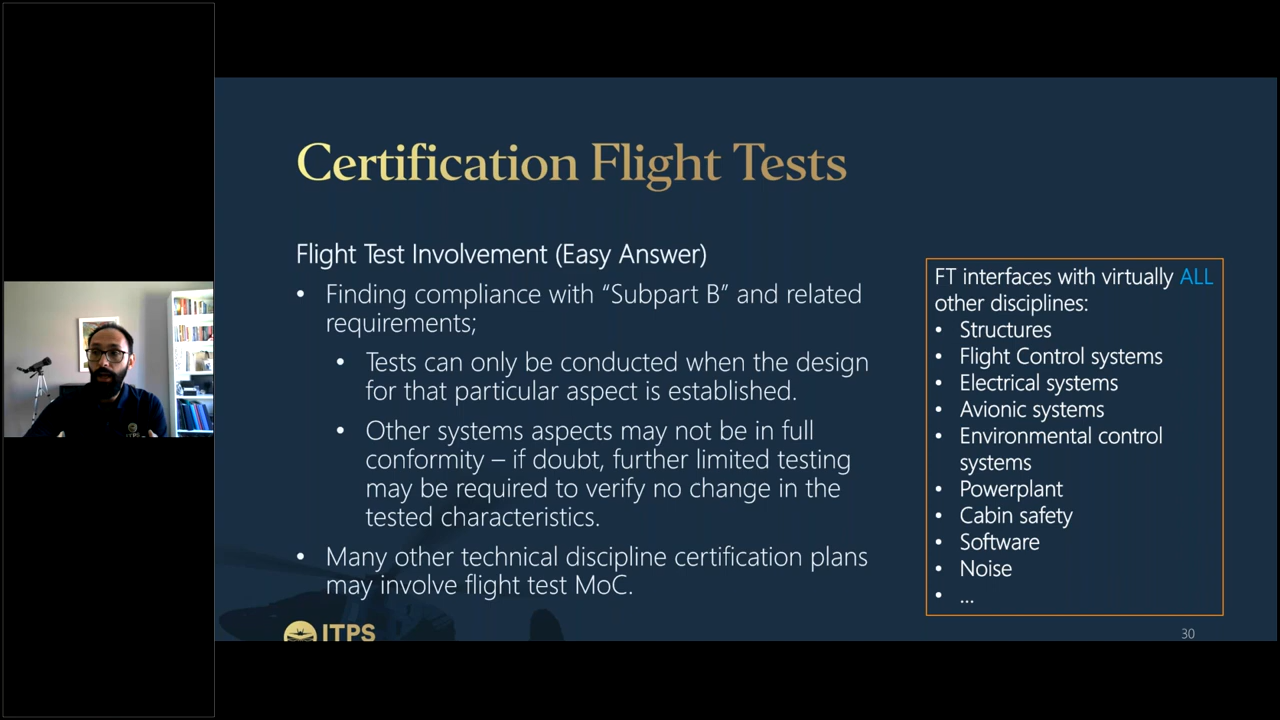 Certification Flight Tests
Flight Test Involvement (Easy Answer)
• Finding compliance with “Subpart B” and related
requirements;
• Tests can only be conducted when the design
for that particular aspect is established.
• Other systems aspects may not be in full
conformity – if doubt, further limited testing
may be required to verify no change in the
tested characteristics.
• Many other technical discipline certification plans
may involve flight test MoC.
FT interfaces with virtually ALL
other disciplines:
• Structures
• Flight Control systems
• Electrical systems
• Avionic systems
• Environmental control
systems
• Powerplant
• Cabin safety
• Software
• Noise
• ...
ITPS
30